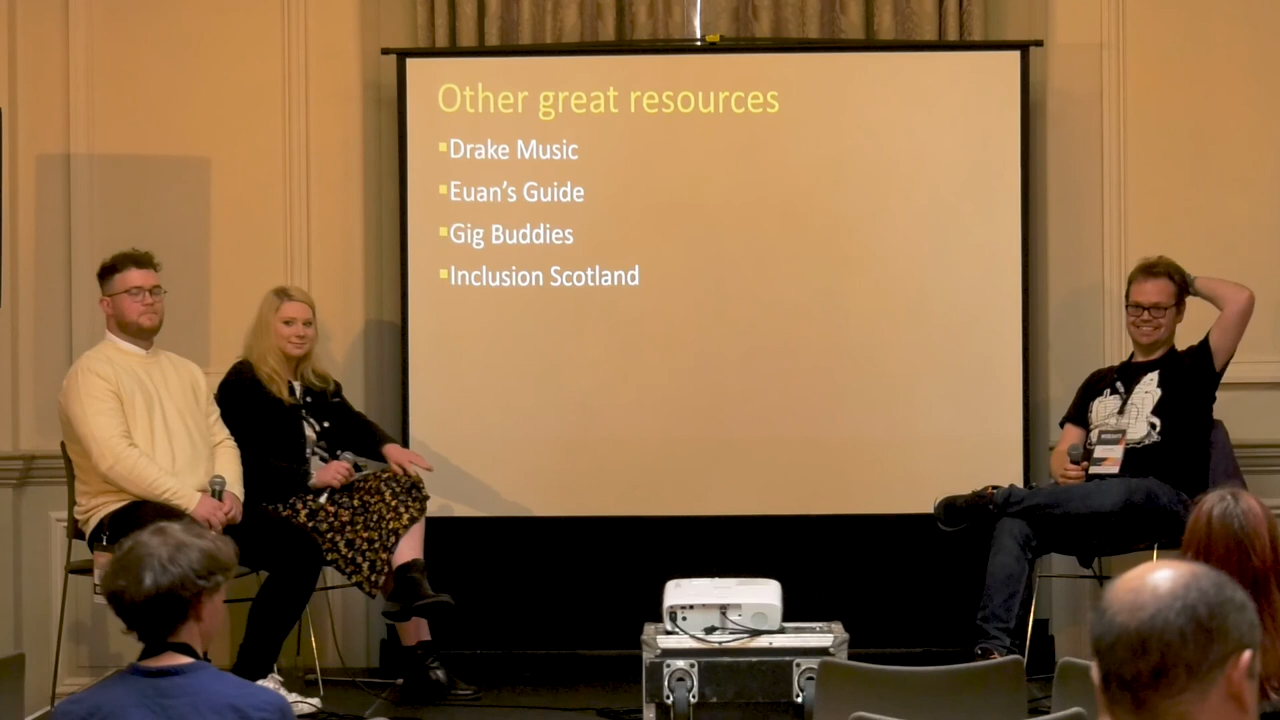 Other great resources
Drake Music
Euan's Guide
Gig Buddies
Inclusion Scotland